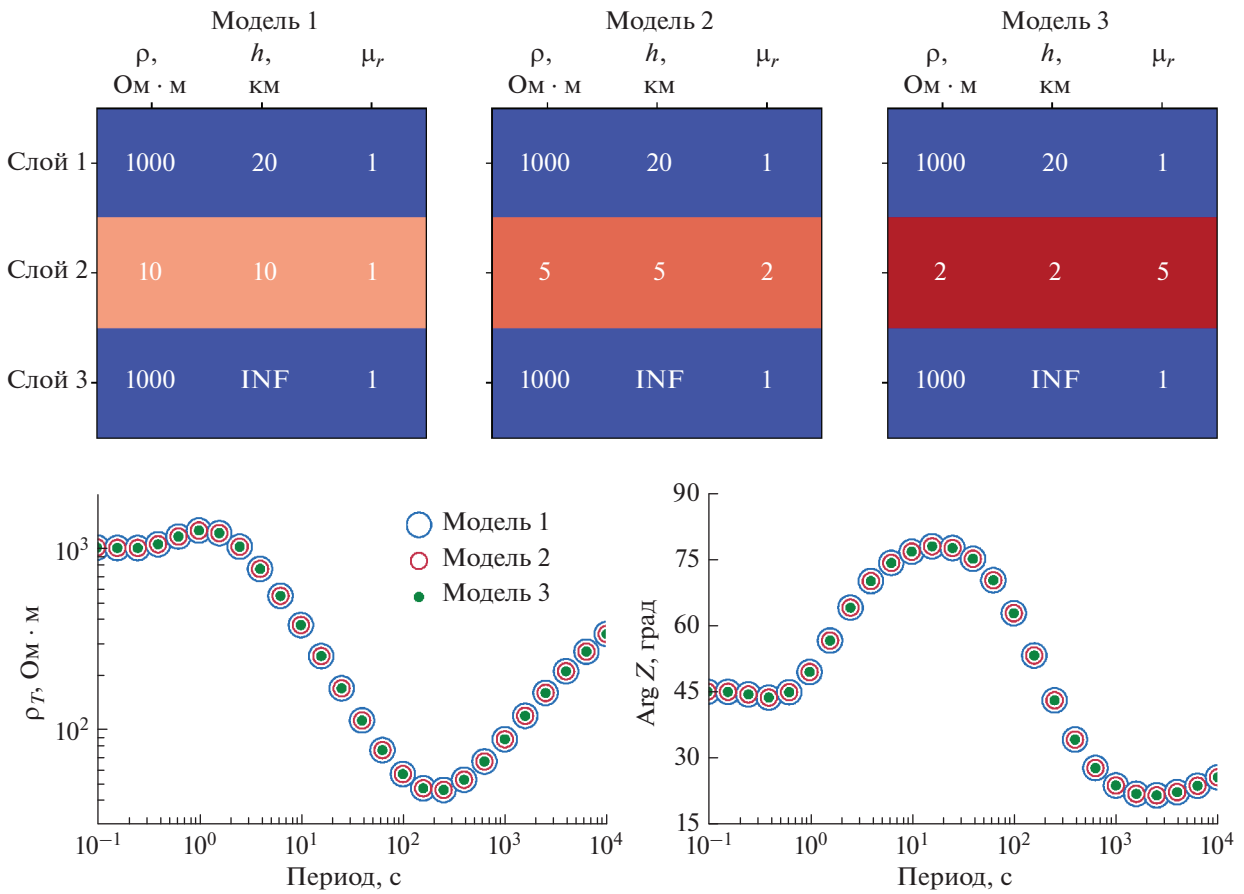 Модель 1 Модель 2 Модель 3
ρ, h, μr ρ, h, μr ρ, h, μr
Ом · м км Ом · м км Ом · м км
Слой 1 1000 20 1 1000 20 1 1000 20 1
Слой 2 10 10 1 5 5 2 2 2 5
Слой 3 1000 INF 1 1000 INF 1 1000 INF 1
ρT, Ом · м
10³
10²
Модель 1
Модель 2
Модель 3
10⁻¹ 10⁰ 10¹ 10² 10³ 10⁴
Период, с
Arg Z, град
90
75
60
45
30
15
10⁻¹ 10⁰ 10¹ 10² 10³ 10⁴
Период, с